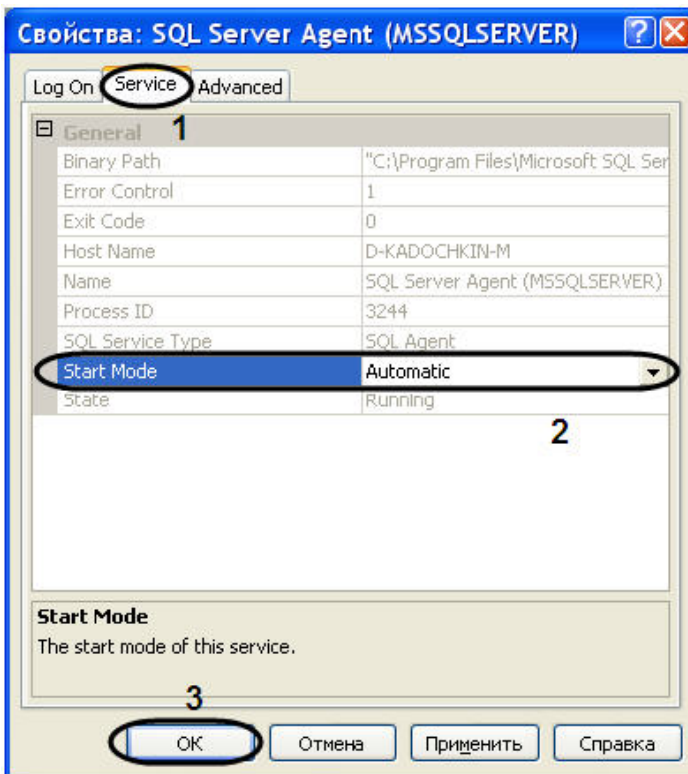 Свойства: SQL Server Agent (MSSQLSERVER)
Log On Service Advanced
1
General
Binary Path "C:\Program Files\Microsoft SQL Ser
Error Control 1
Exit Code 0
Host Name D-KADOCHKIN-M
Name SQL Server Agent (MSSQLSERVER)
Process ID 3244
SQL Service Type SQL Agent
Start Mode Automatic
State Running
2
Start Mode
The start mode of this service.
3
ОК Отмена Применить Справка